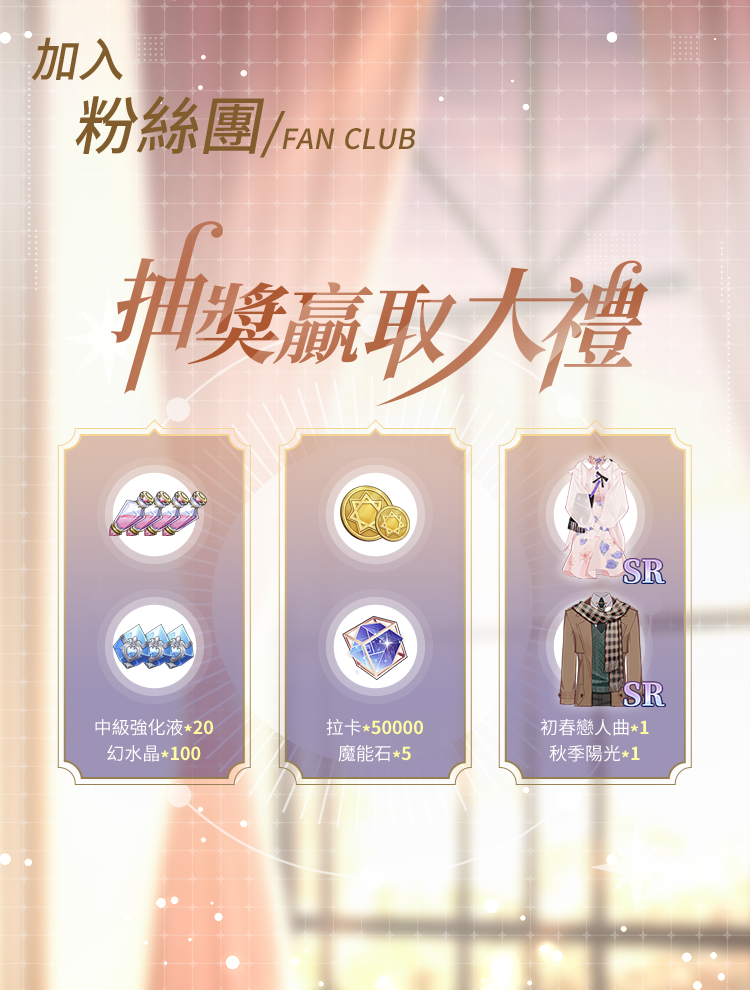 加入
粉絲團/FAN CLUB
抽獎贏取大禮
中級強化液*20
幻水晶*100
拉卡*50000
魔能石*5
SR
SR
初春戀人曲*1
秋季陽光*1